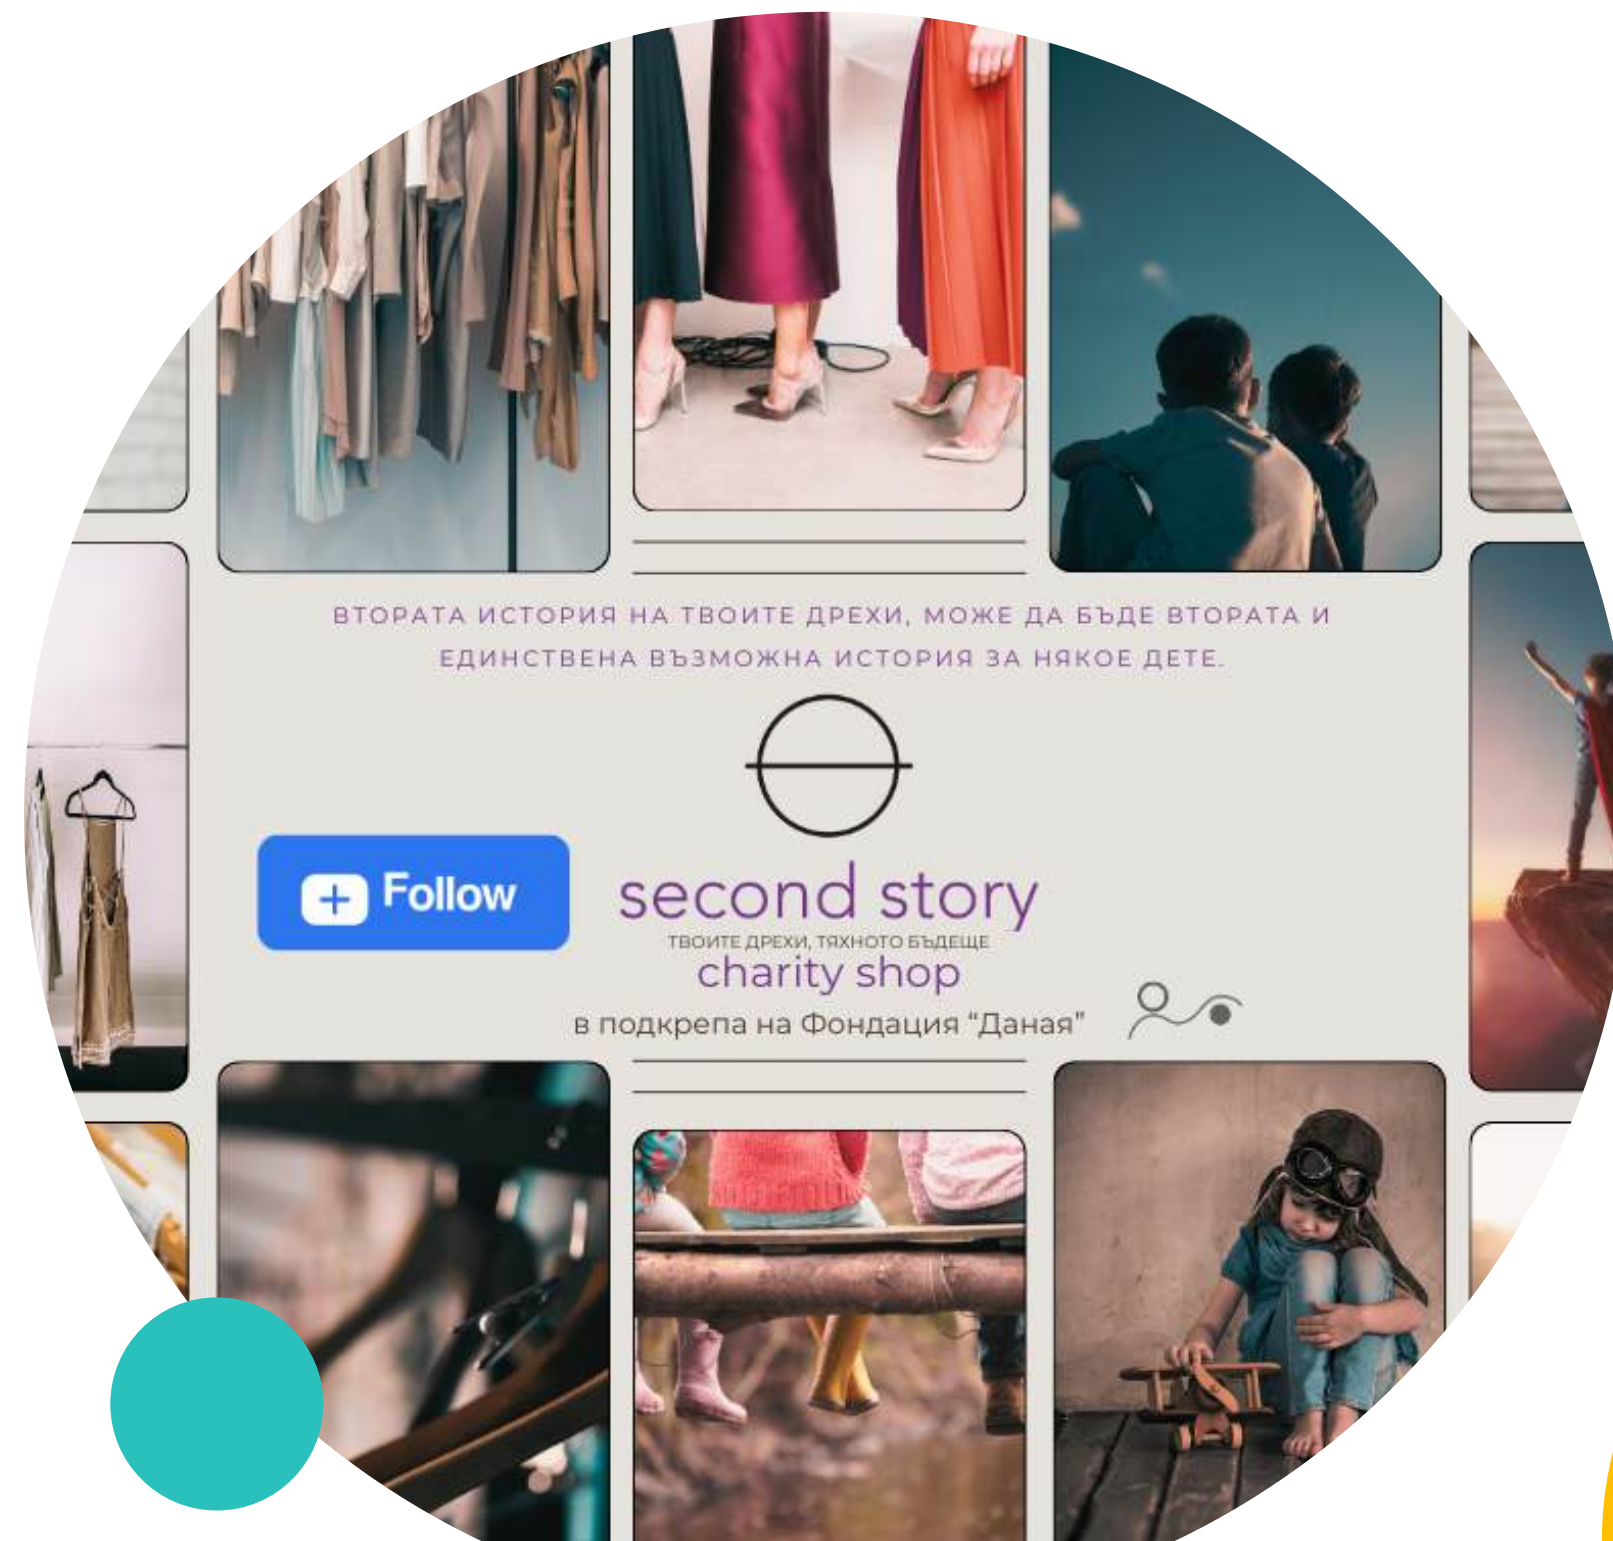 ВТОРАТА ИСТОРИЯ НА ТВОИТЕ ДРЕХИ, МОЖЕ ДА БЪДЕ ВТОРАТА И
ЕДИНСТВЕНА ВЪЗМОЖНА ИСТОРИЯ ЗА НЯКОЕ ДЕТЕ.
Follow
second story
ТВОИТЕ ДРЕХИ, ТЯХНОТО БЪДЕЩЕ
charity shop
в подкрепа на Фондация “Даная”